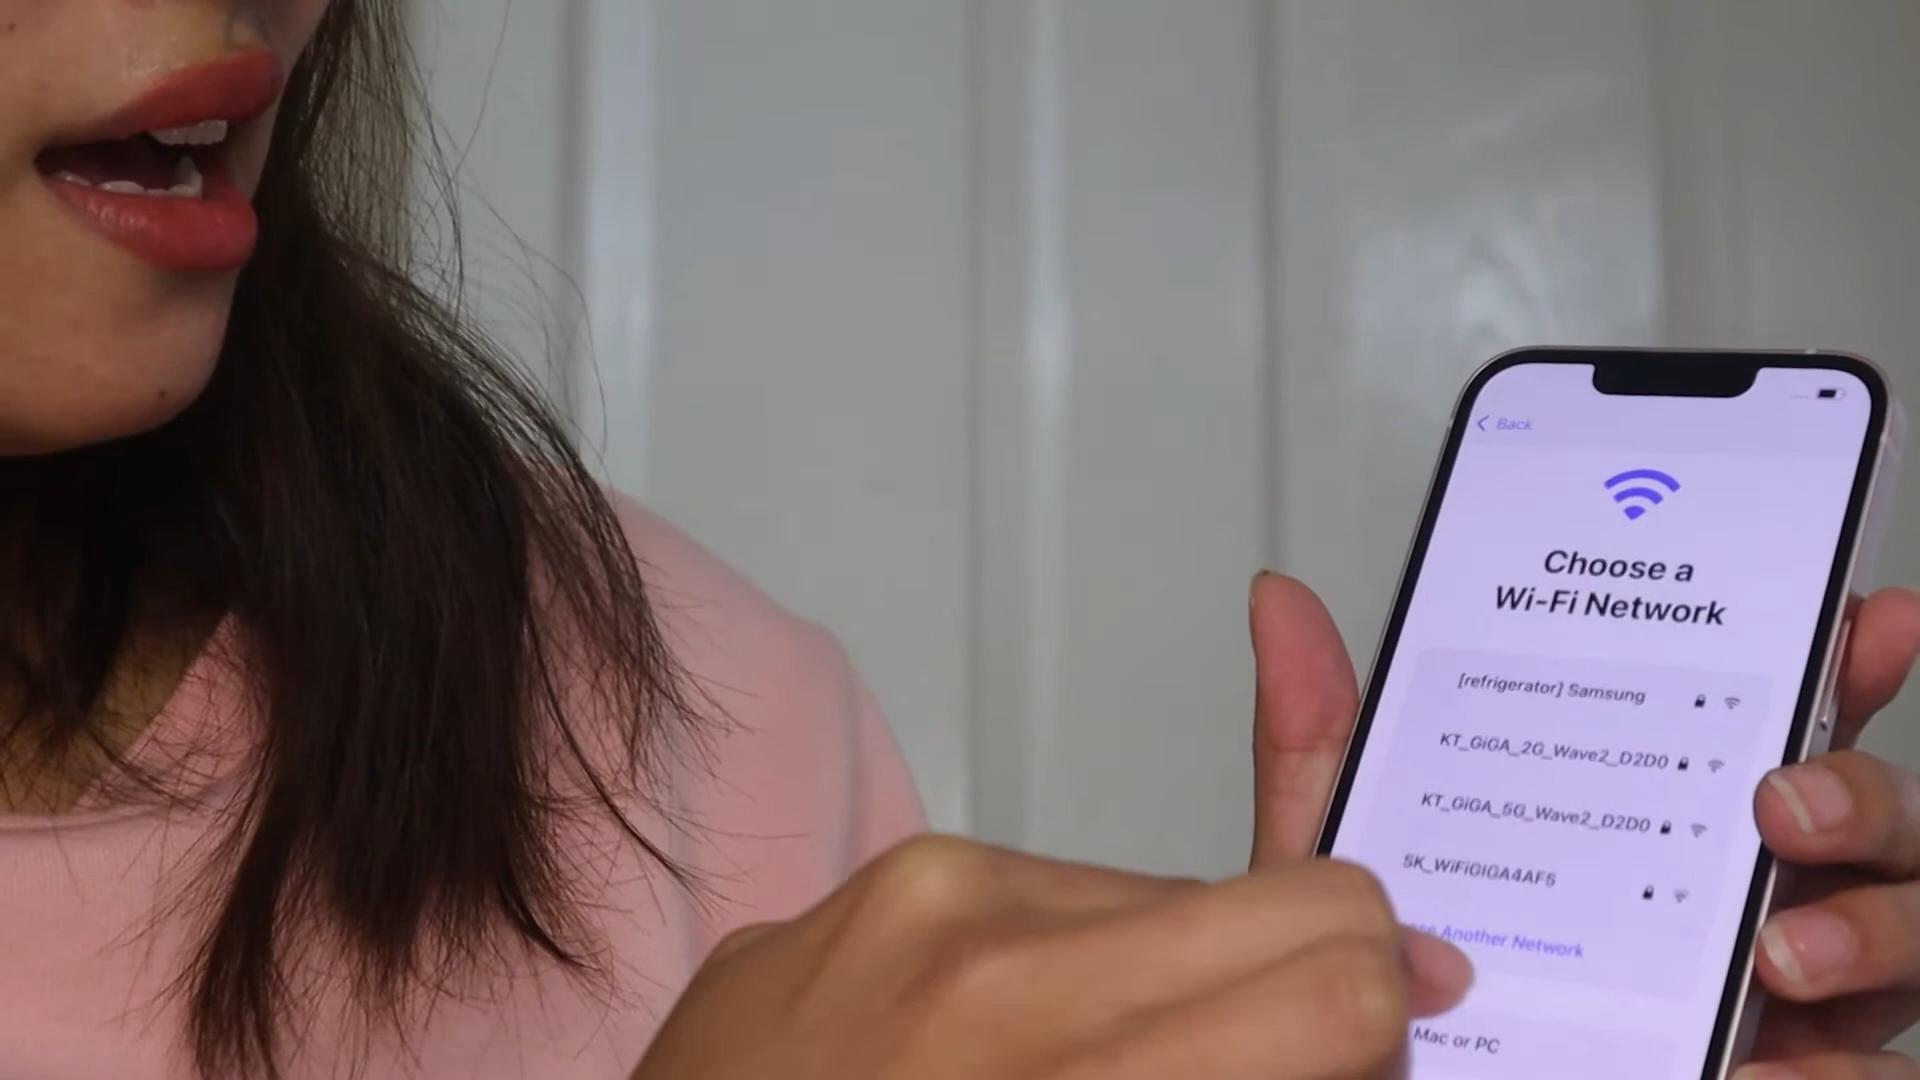 Back
Choose a
Wi-Fi Network
[refrigerator] Samsung
KT_GiGA_2G_Wave2_D2D0
KT_GiGA_5G_Wave2_D2D0
SK_WiFiGIGA4AF5
Another Network
Mac or PC